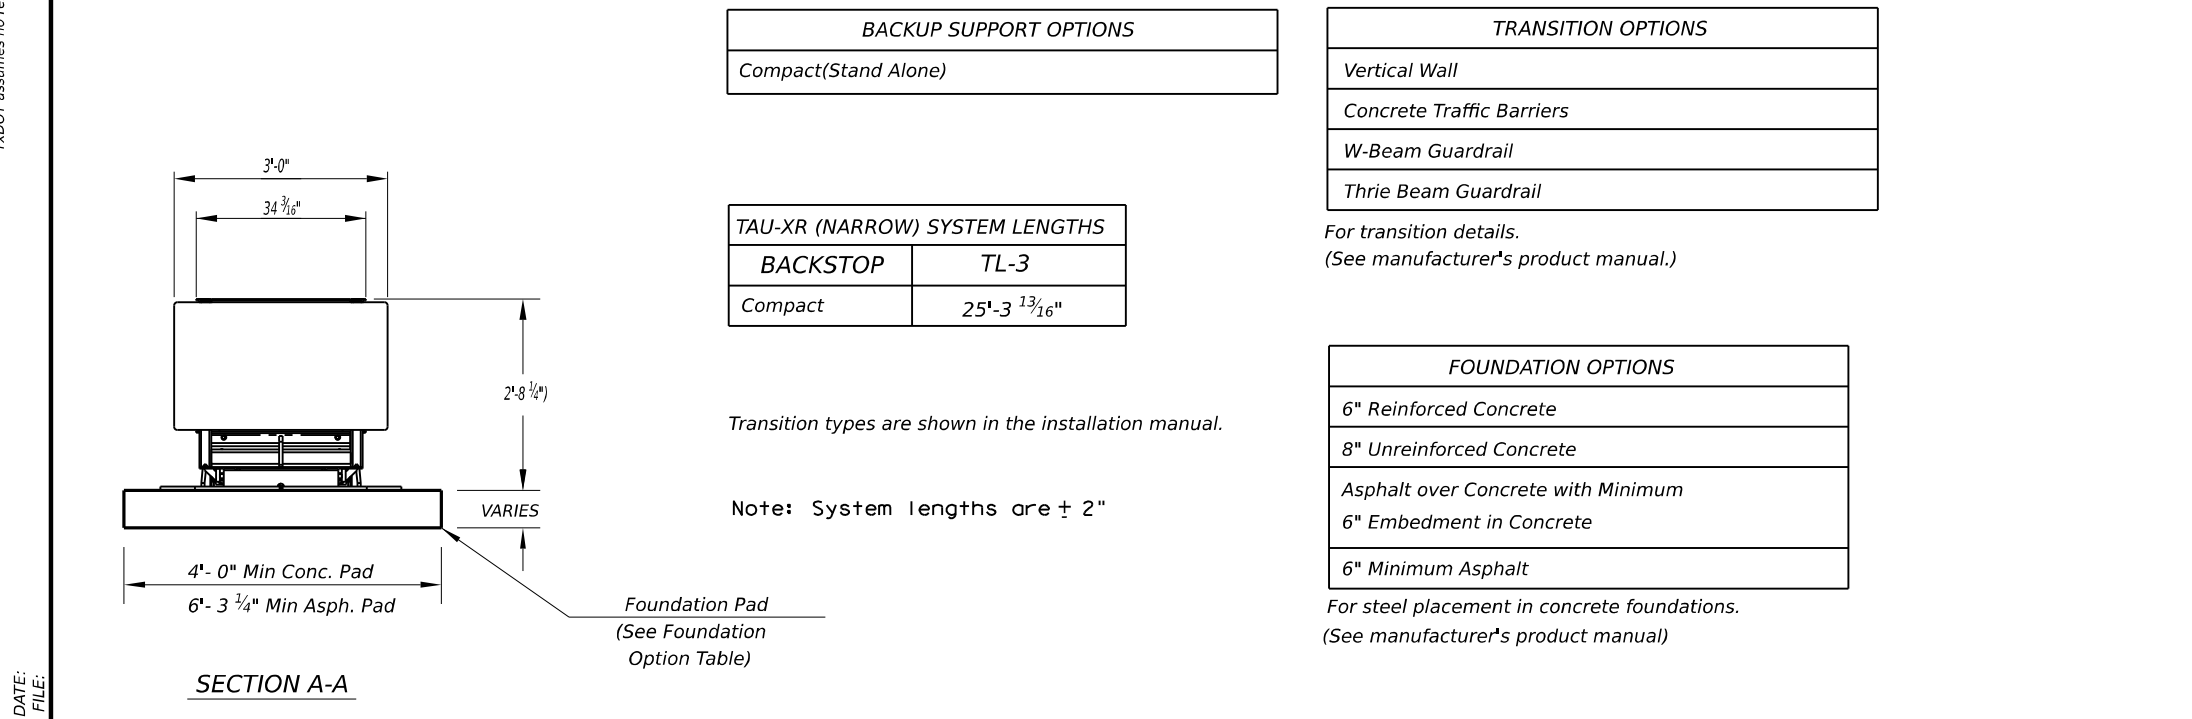 TxDOT assumes no re
BACKUP SUPPORT OPTIONS
Compact(Stand Alone)
TRANSITION OPTIONS
Vertical Wall
Concrete Traffic Barriers
W-Beam Guardrail
Thrie Beam Guardrail
For transition details.
(See manufacturer's product manual.)
3'-0"
34 3/16"
2'-8 1/4")
VARIES
4'- 0" Min Conc. Pad
6'- 3 1/4" Min Asph. Pad
Foundation Pad
(See Foundation
Option Table)
SECTION A-A
TAU-XR (NARROW) SYSTEM LENGTHS
BACKSTOP TL-3
Compact 25'-3 13/16"
Transition types are shown in the installation manual.
Note: System lengths are ± 2"
FOUNDATION OPTIONS
6" Reinforced Concrete
8" Unreinforced Concrete
Asphalt over Concrete with Minimum
6" Embedment in Concrete
6" Minimum Asphalt
For steel placement in concrete foundations.
(See manufacturer's product manual)
DATE:
FILE: